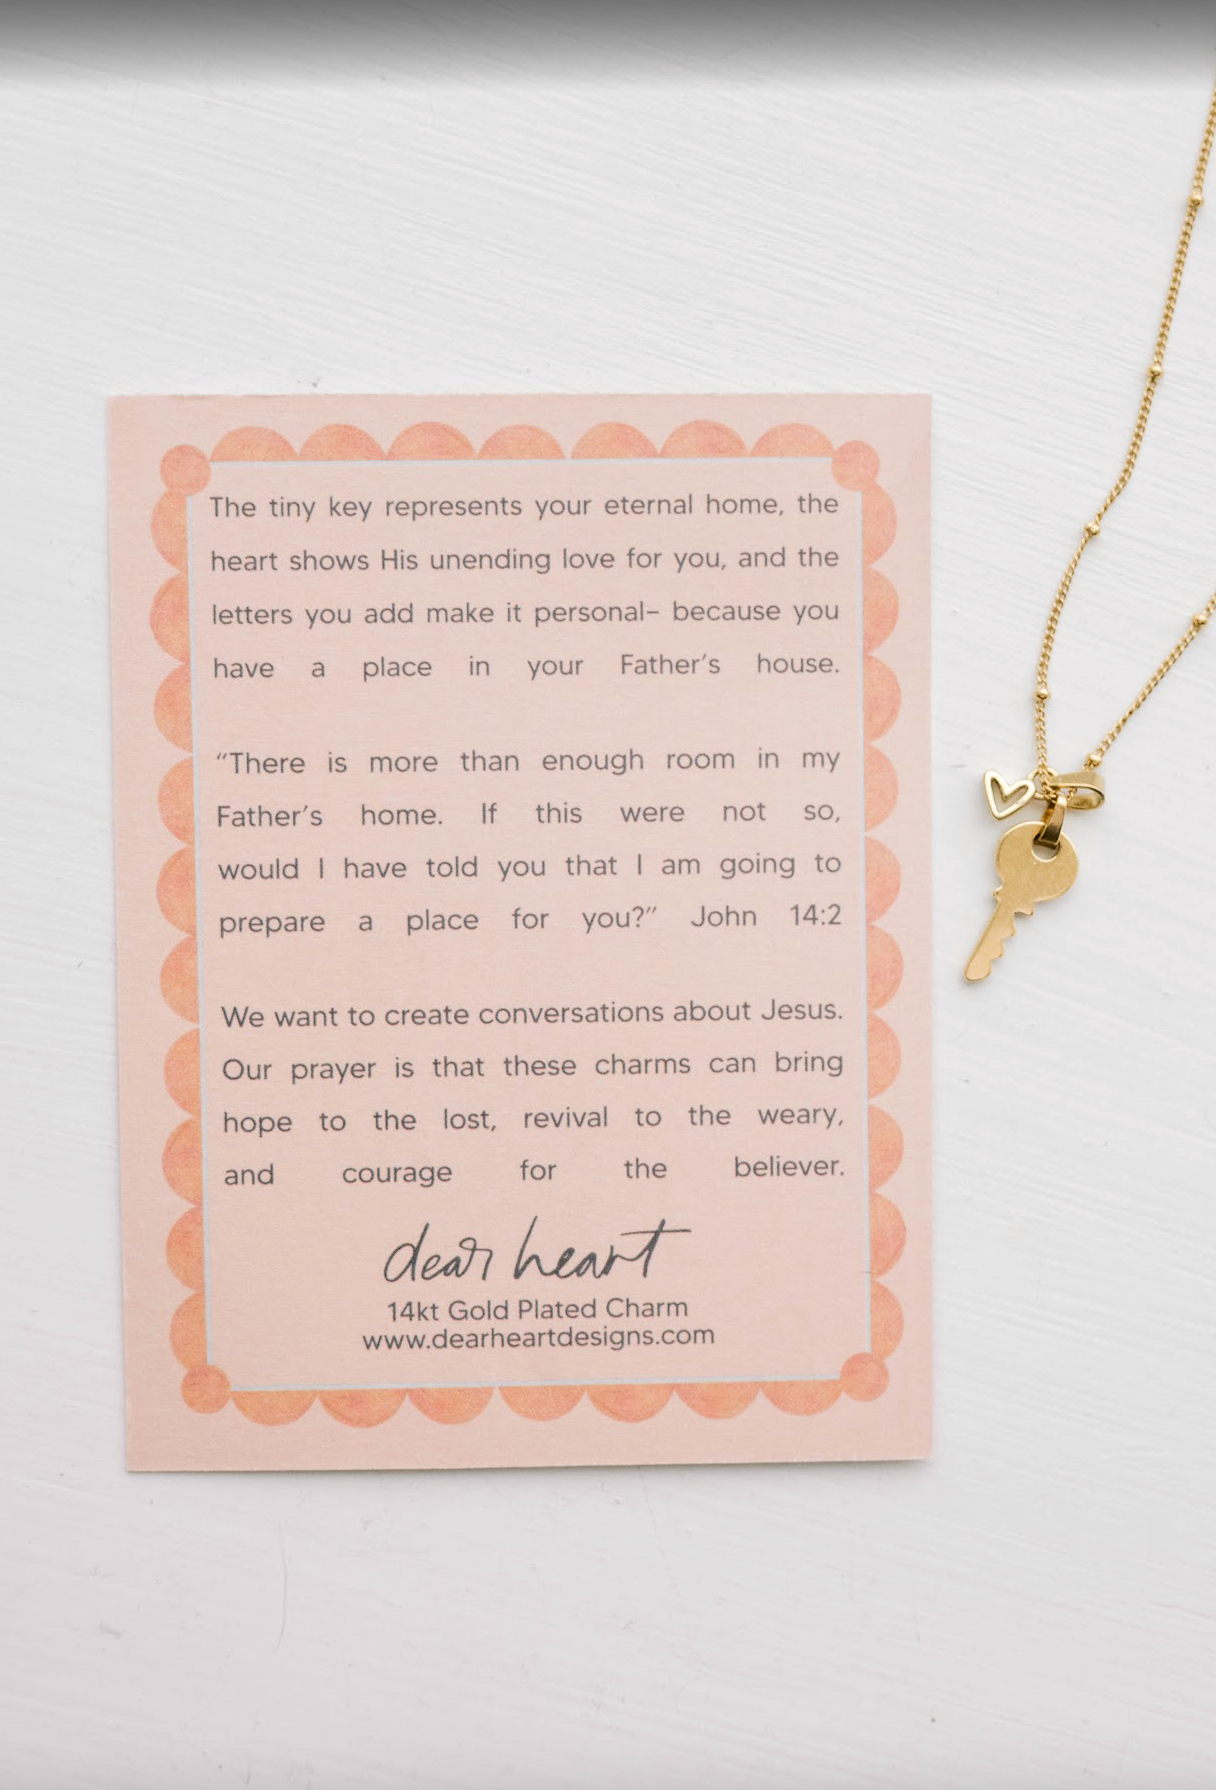 The tiny key represents your eternal home, the
heart shows His unending love for you, and the
letters you add make it personal– because you
have a place in your Father's house.
"There is more than enough room in my
Father's home. If this were not so,
would I have told you that I am going to
prepare a place for you?" John 14:2
We want to create conversations about Jesus.
Our prayer is that these charms can bring
hope to the lost, revival to the weary,
and courage for the believer.
dear heart
14kt Gold Plated Charm
www.dearheartdesigns.com